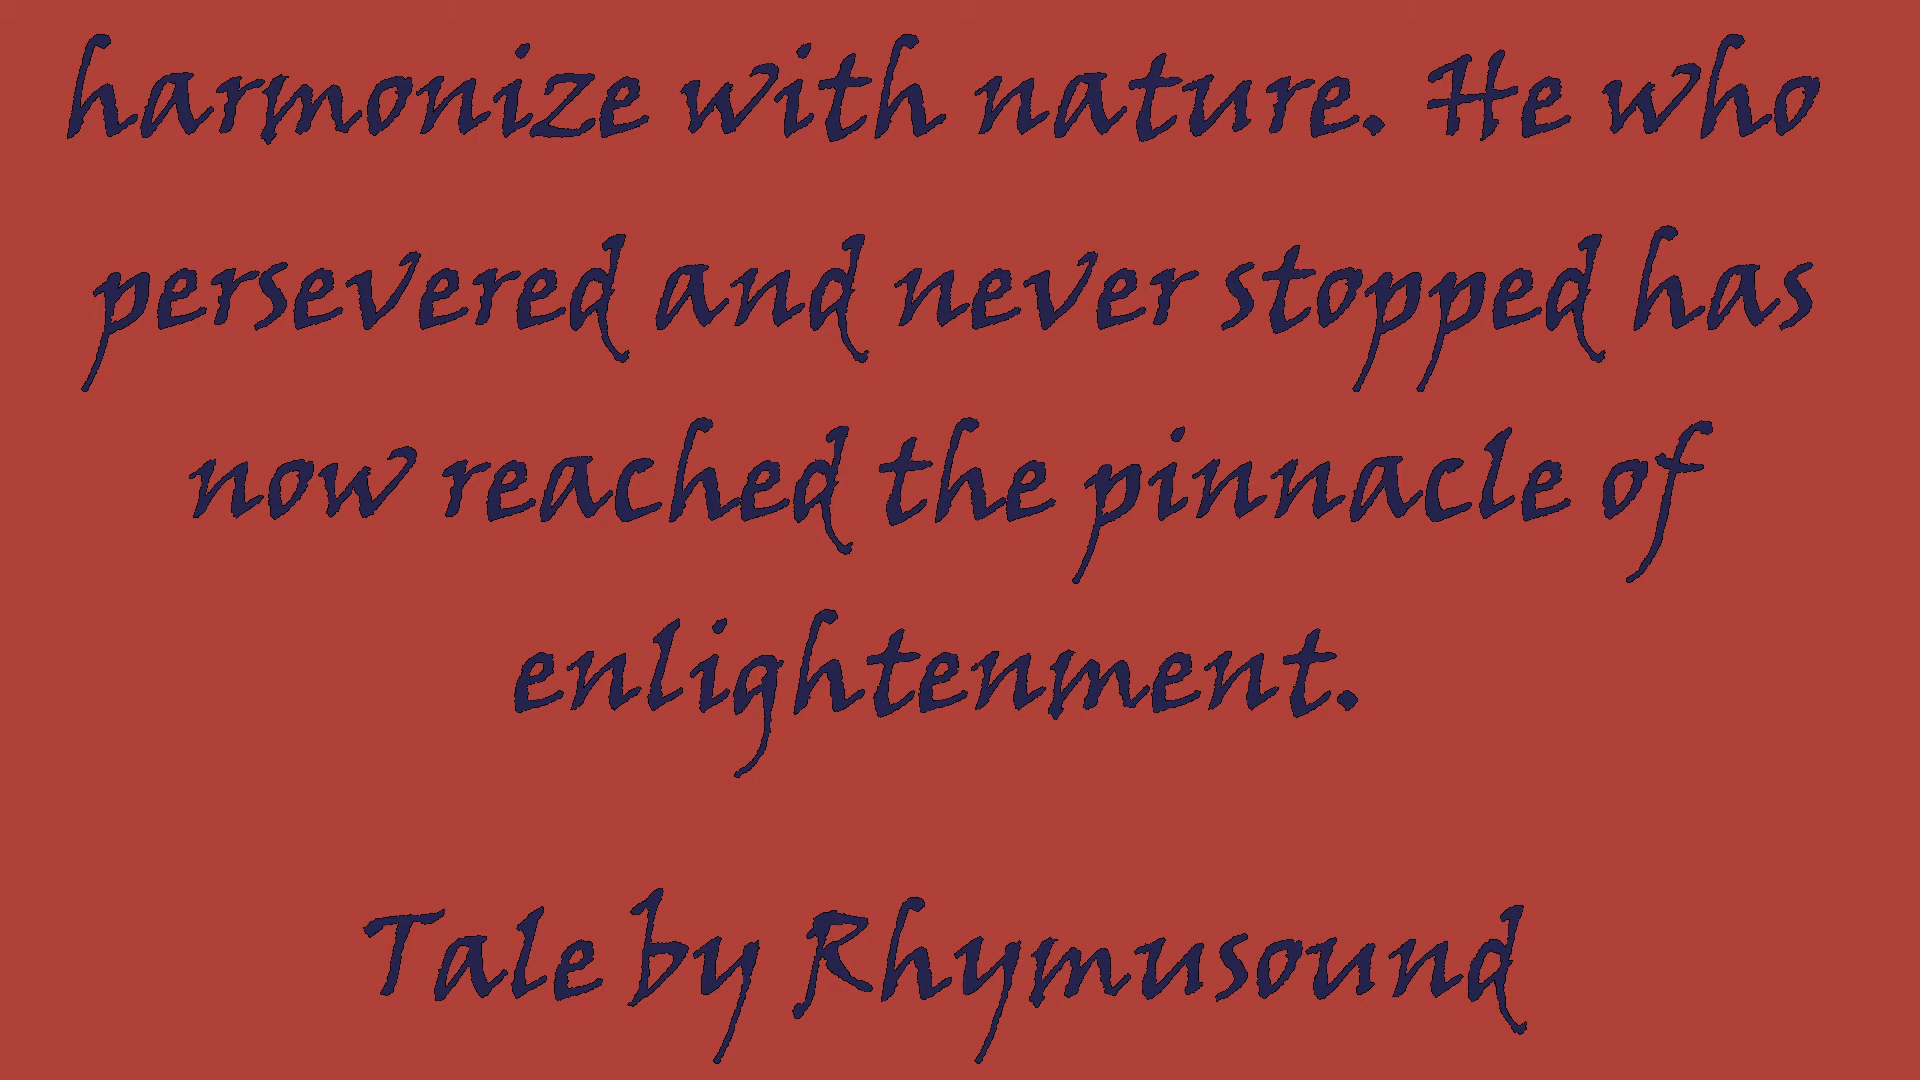 harmonize with nature. He who
persevered and never stopped has
now reached the pinnacle of
enlightenment.
Tale by Rhymusound